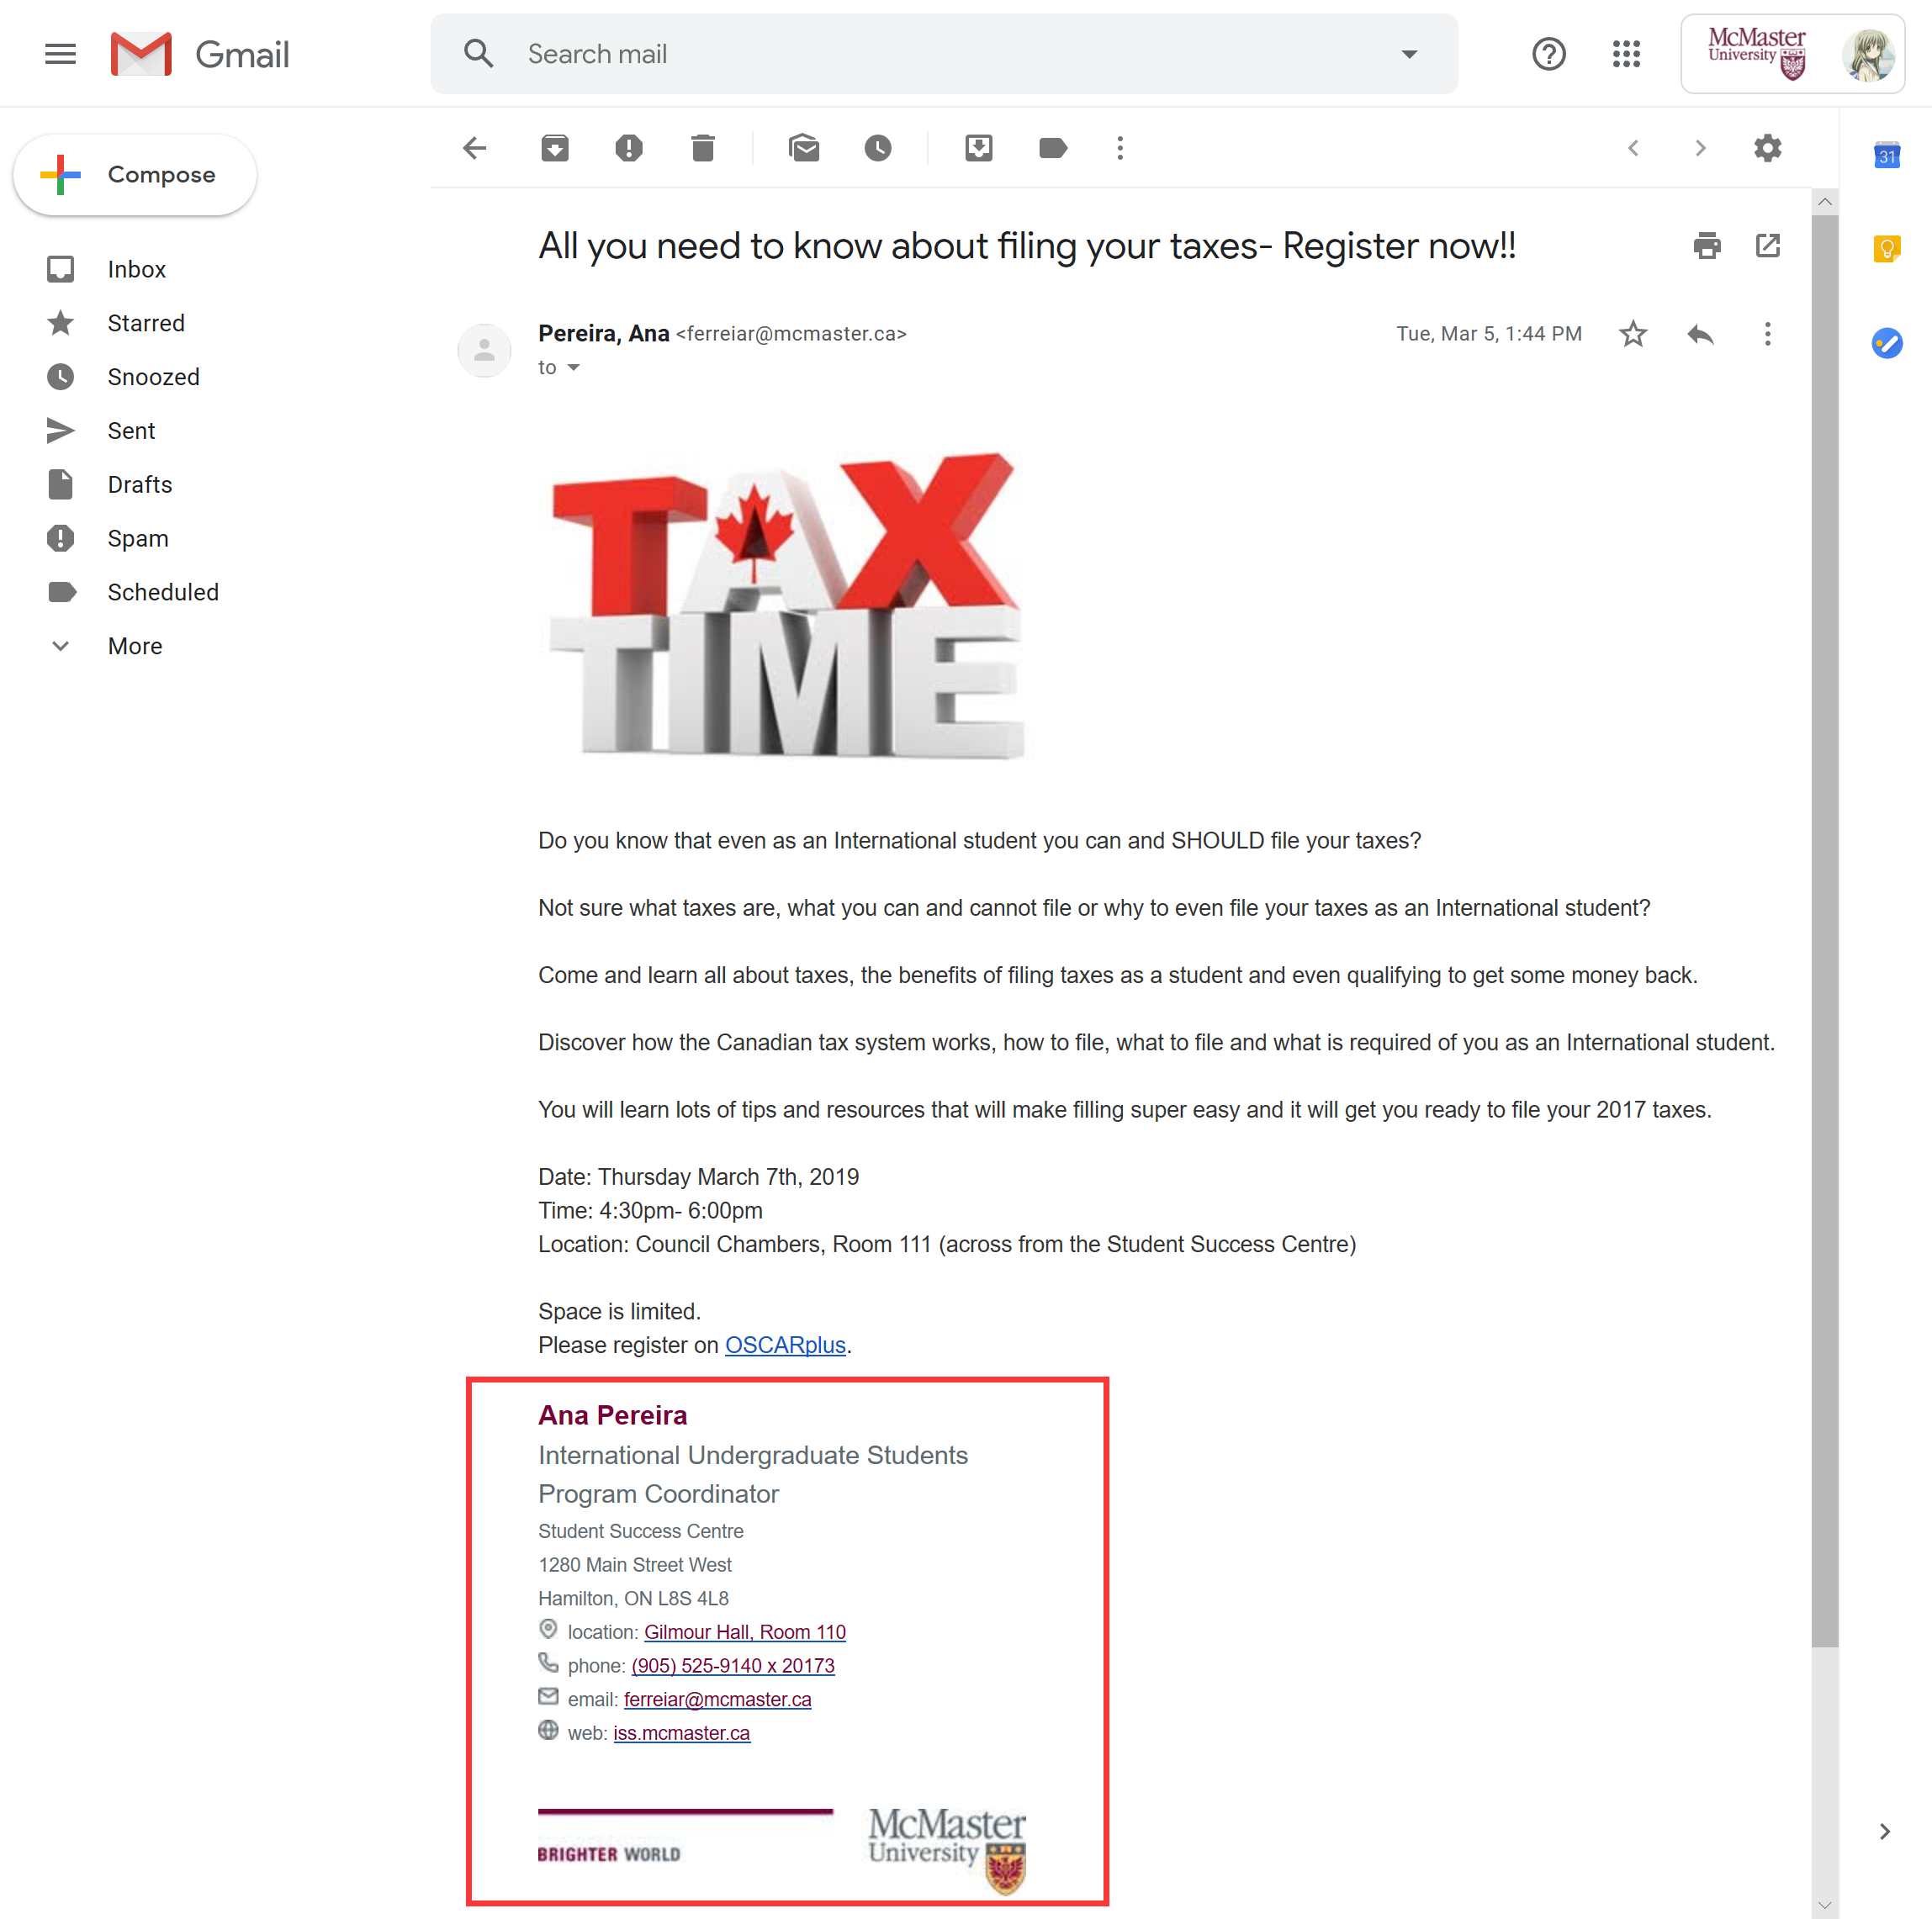 Gmail
Search mail
McMaster
University
Compose
31
Inbox
Starred
Snoozed
Sent
Drafts
Spam
Scheduled
More
All you need to know about filing your taxes- Register now!!
Pereira, Ana <ferreiar@mcmaster.ca>
Tue, Mar 5, 1:44 PM
to
TAX
TIME
Do you know that even as an International student you can and SHOULD file your taxes?
Not sure what taxes are, what you can and cannot file or why to even file your taxes as an International student?
Come and learn all about taxes, the benefits of filing taxes as a student and even qualifying to get some money back.
Discover how the Canadian tax system works, how to file, what to file and what is required of you as an International student.
You will learn lots of tips and resources that will make filling super easy and it will get you ready to file your 2017 taxes.
Date: Thursday March 7th, 2019
Time: 4:30pm- 6:00pm
Location: Council Chambers, Room 111 (across from the Student Success Centre)
Space is limited.
Please register on OSCARplus.
Ana Pereira
International Undergraduate Students
Program Coordinator
Student Success Centre
1280 Main Street West
Hamilton, ON L8S 4L8
location: Gilmour Hall, Room 110
phone: (905) 525-9140 x 20173
email: ferreiar@mcmaster.ca
web: iss.mcmaster.ca
BRIGHTER WORLD
McMaster
University